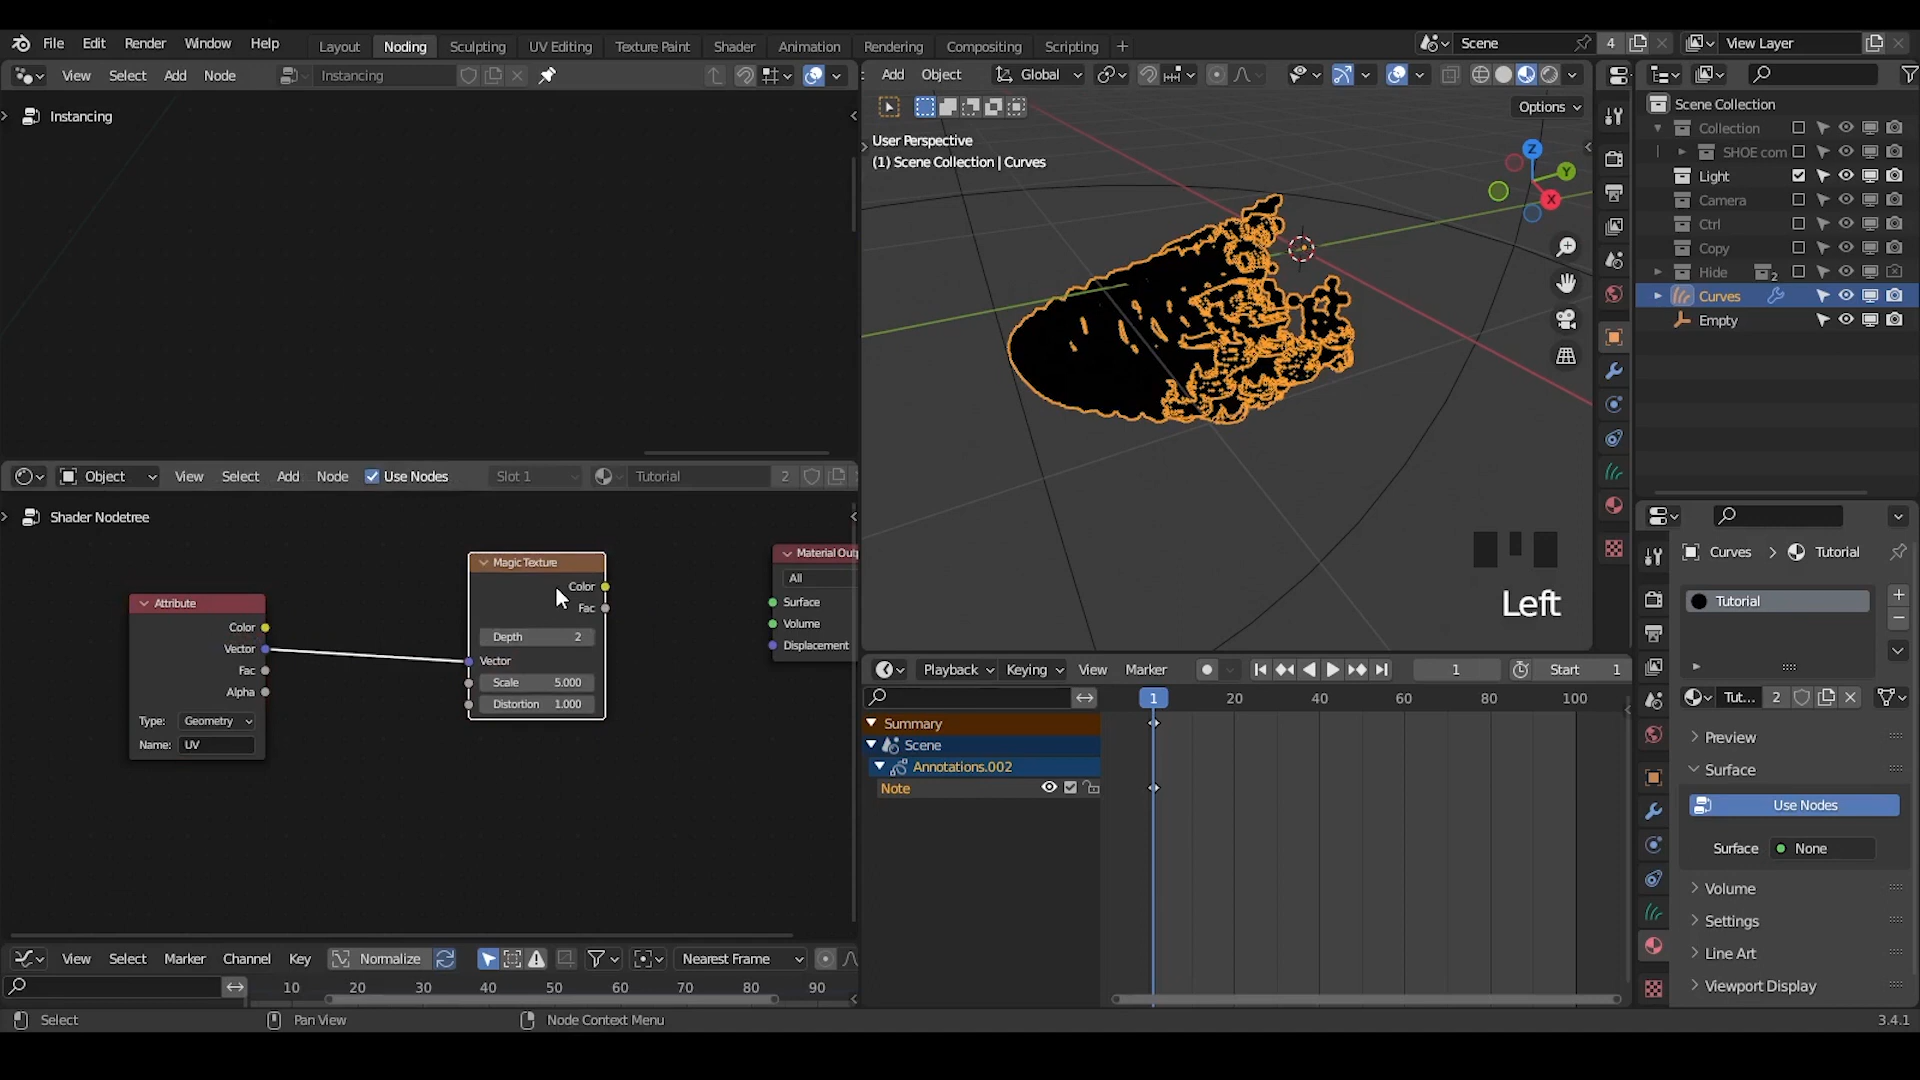 File Edit Render Window Help Layout Noding Sculpting UV Editing Texture Paint Shader Animation Rendering Compositing Scripting Scene 4 View Layer
View Select Add Node Instancing Add Object Global
Instancing
Options
User Perspective
(1) Scene Collection | Curves
Z
Y
X
Scene Collection
Collection
SHOE com
Light
Camera
Ctrl
Copy
Hide 2
Curves
Empty
Object View Select Add Node Use Nodes Slot 1 Tutorial 2
Shader Nodetree
Attribute
Color
Vector
Fac
Alpha
Type: Geometry
Name: UV
Magic Texture
Color
Fac
Depth 2
Vector
Scale 5.000
Distortion 1.000
Material Outp
All
Surface
Volume
Displacement
Left
Playback Keying View Marker 1 Start 1
1 20 40 60 80 100
Summary
Scene
Annotations.002
Note
Curves Tutorial
Tutorial
Tut... 2
Preview
Surface
Use Nodes
Surface None
Volume
Settings
Line Art
Viewport Display
View Select Marker Channel Key Normalize Nearest Frame
10 20 30 40 50 60 70 80 90
Select Pan View Node Context Menu 3.4.1